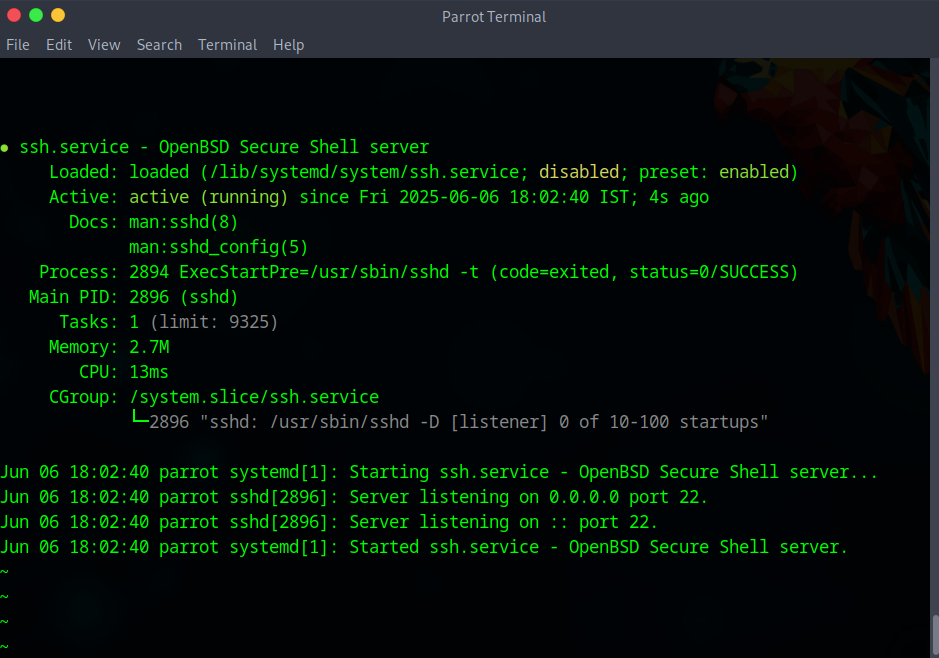 Parrot Terminal
File Edit View Search Terminal Help
● ssh.service - OpenBSD Secure Shell server
Loaded: loaded (/lib/systemd/system/ssh.service; disabled; preset: enabled)
Active: active (running) since Fri 2025-06-06 18:02:40 IST; 4s ago
Docs: man:sshd(8)
man:sshd_config(5)
Process: 2894 ExecStartPre=/usr/sbin/sshd -t (code=exited, status=0/SUCCESS)
Main PID: 2896 (sshd)
Tasks: 1 (limit: 9325)
Memory: 2.7M
CPU: 13ms
CGroup: /system.slice/ssh.service
└─2896 "sshd: /usr/sbin/sshd -D [listener] 0 of 10-100 startups"
Jun 06 18:02:40 parrot systemd[1]: Starting ssh.service - OpenBSD Secure Shell server...
Jun 06 18:02:40 parrot sshd[2896]: Server listening on 0.0.0.0 port 22.
Jun 06 18:02:40 parrot sshd[2896]: Server listening on :: port 22.
Jun 06 18:02:40 parrot systemd[1]: Started ssh.service - OpenBSD Secure Shell server.
~
~
~
~